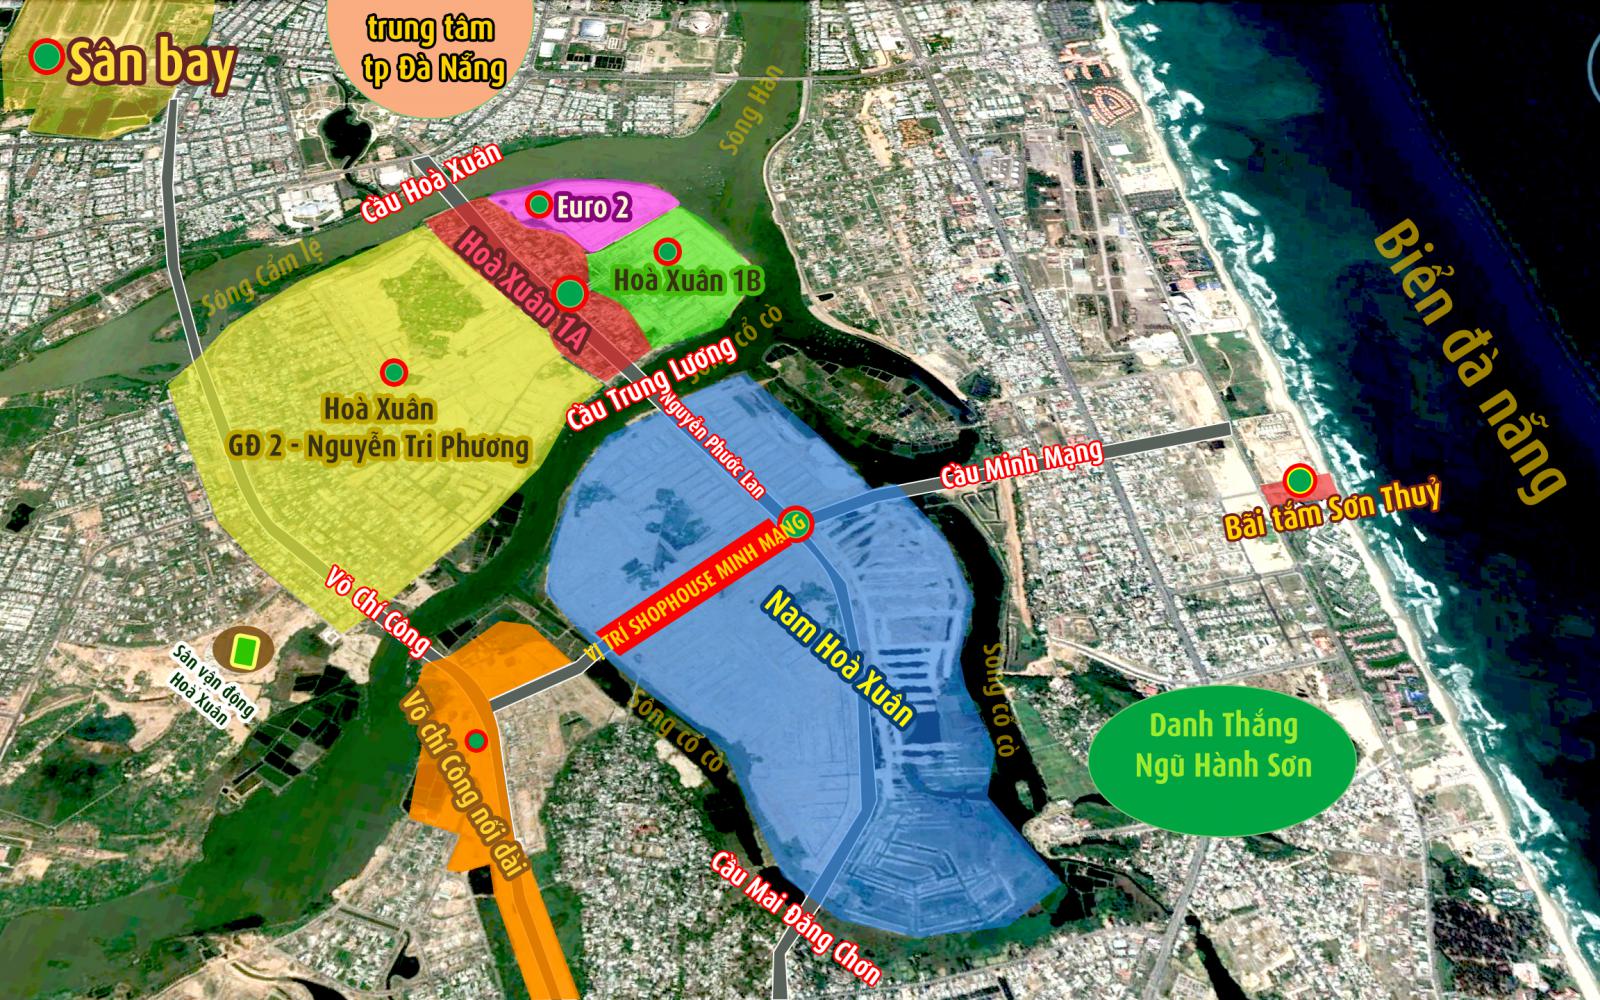 Sân bay
trung tâm
tp Đà Nẵng
Sông Hàn
Cầu Hoà Xuân
Euro 2
Sông Cẩm lệ
Hoà Xuân 1A
Hoà Xuân 1B
Sông cổ cò
Cầu Trung Lương
Biển đà nẵng
Hoà Xuân
GĐ 2 - Nguyễn Tri Phương
Nguyễn Phước Lan
Cầu Minh Mạng
Bãi tắm Sơn Thuỷ
VỊ TRÍ SHOPHOUSE MINH MẠNG
Võ Chí Công
Nam Hoà Xuân
Sân vận động
Hoà Xuân
Sông cổ cò
Sông cổ cò
Võ chí Công nối dài
Danh Thắng
Ngũ Hành Sơn
Cầu Mai Đăng Chơn